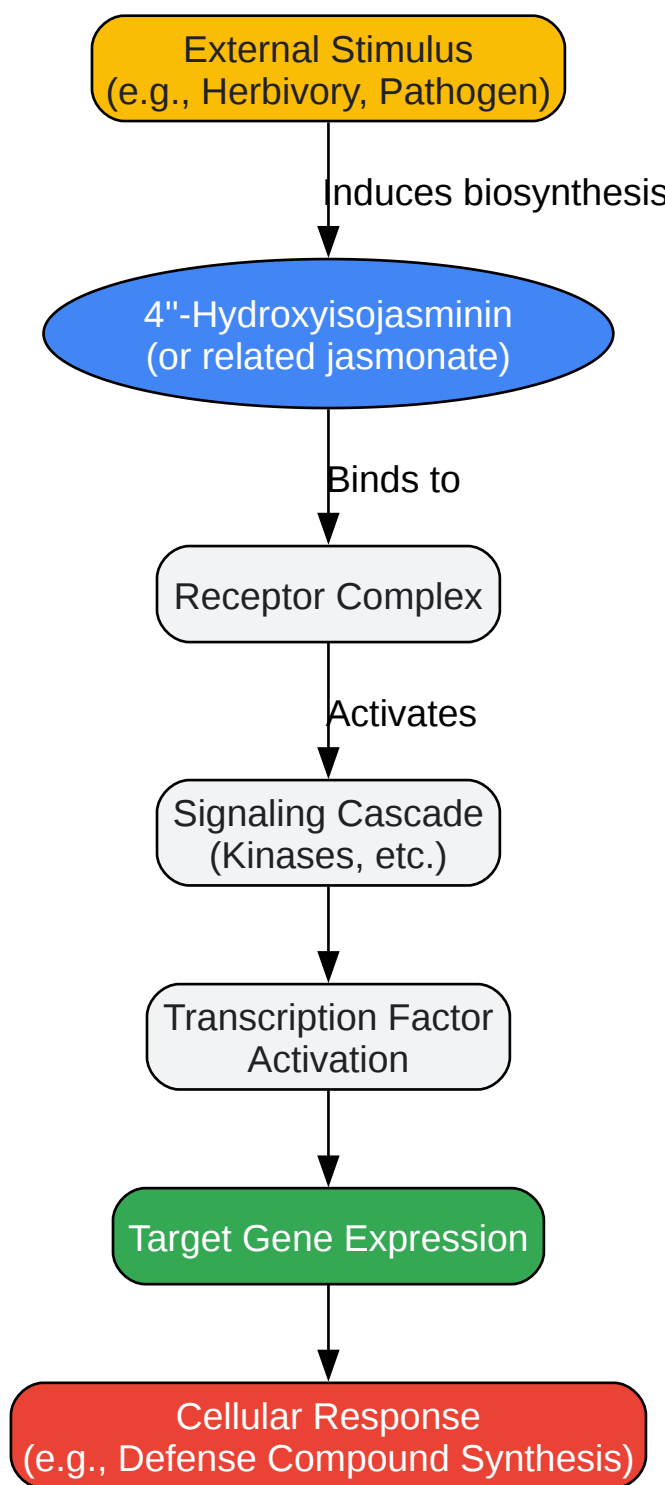 External Stimulus
(e.g., Herbivory, Pathogen)
Induces biosynthesis
4''-Hydroxyisojasminin
(or related jasmonate)
Binds to
Receptor Complex
Activates
Signaling Cascade
(Kinases, etc.)
Transcription Factor
Activation
Target Gene Expression
Cellular Response
(e.g., Defense Compound Synthesis)